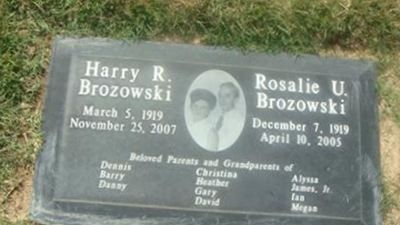 Harry R.
Brozowski
March 5, 1919
November 25, 2007
Rosalie U.
Brozowski
December 7, 1919
April 10, 2005
Beloved Parents and Grandparents of
Dennis
Barry
Danny
Christina
Heather
Gary
David
Alyssa
James, Jr.
Ian
Megan